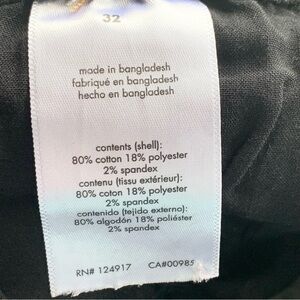 32
made in bangladesh
fabriqué en bangladesh
hecho en bangladesh
contents (shell):
80% cotton 18% polyester
2% spandex
contenu (tissu extérieur):
80% coton 18% polyester
2% spandex
contenido (tejido externo):
80% algodón 18% poliéster
2% spandex
RN# 124917 CA#00985